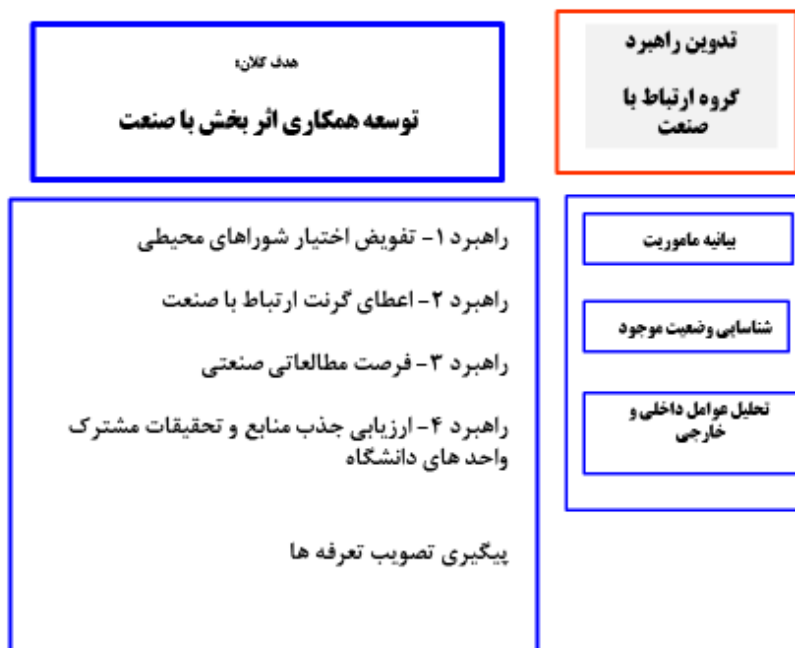 تدوین راهبرد
گروه ارتباط با
صنعت
هدف کلان:
توسعه همکاری اثر بخش با صنعت
بیانیه ماموریت
شناسایی وضعیت موجود
تحلیل عوامل داخلی و
خارجی
راهبرد ۱- تفویض اختیار شوراهای محیطی
راهبرد ۲- اعطای گرنت ارتباط با صنعت
راهبرد ۳- فرصت مطالعاتی صنعتی
راهبرد ۴- ارزیابی جذب منابع و تحقیقات مشترک
واحد های دانشگاه
پیگیری تصویب تعرفه ها